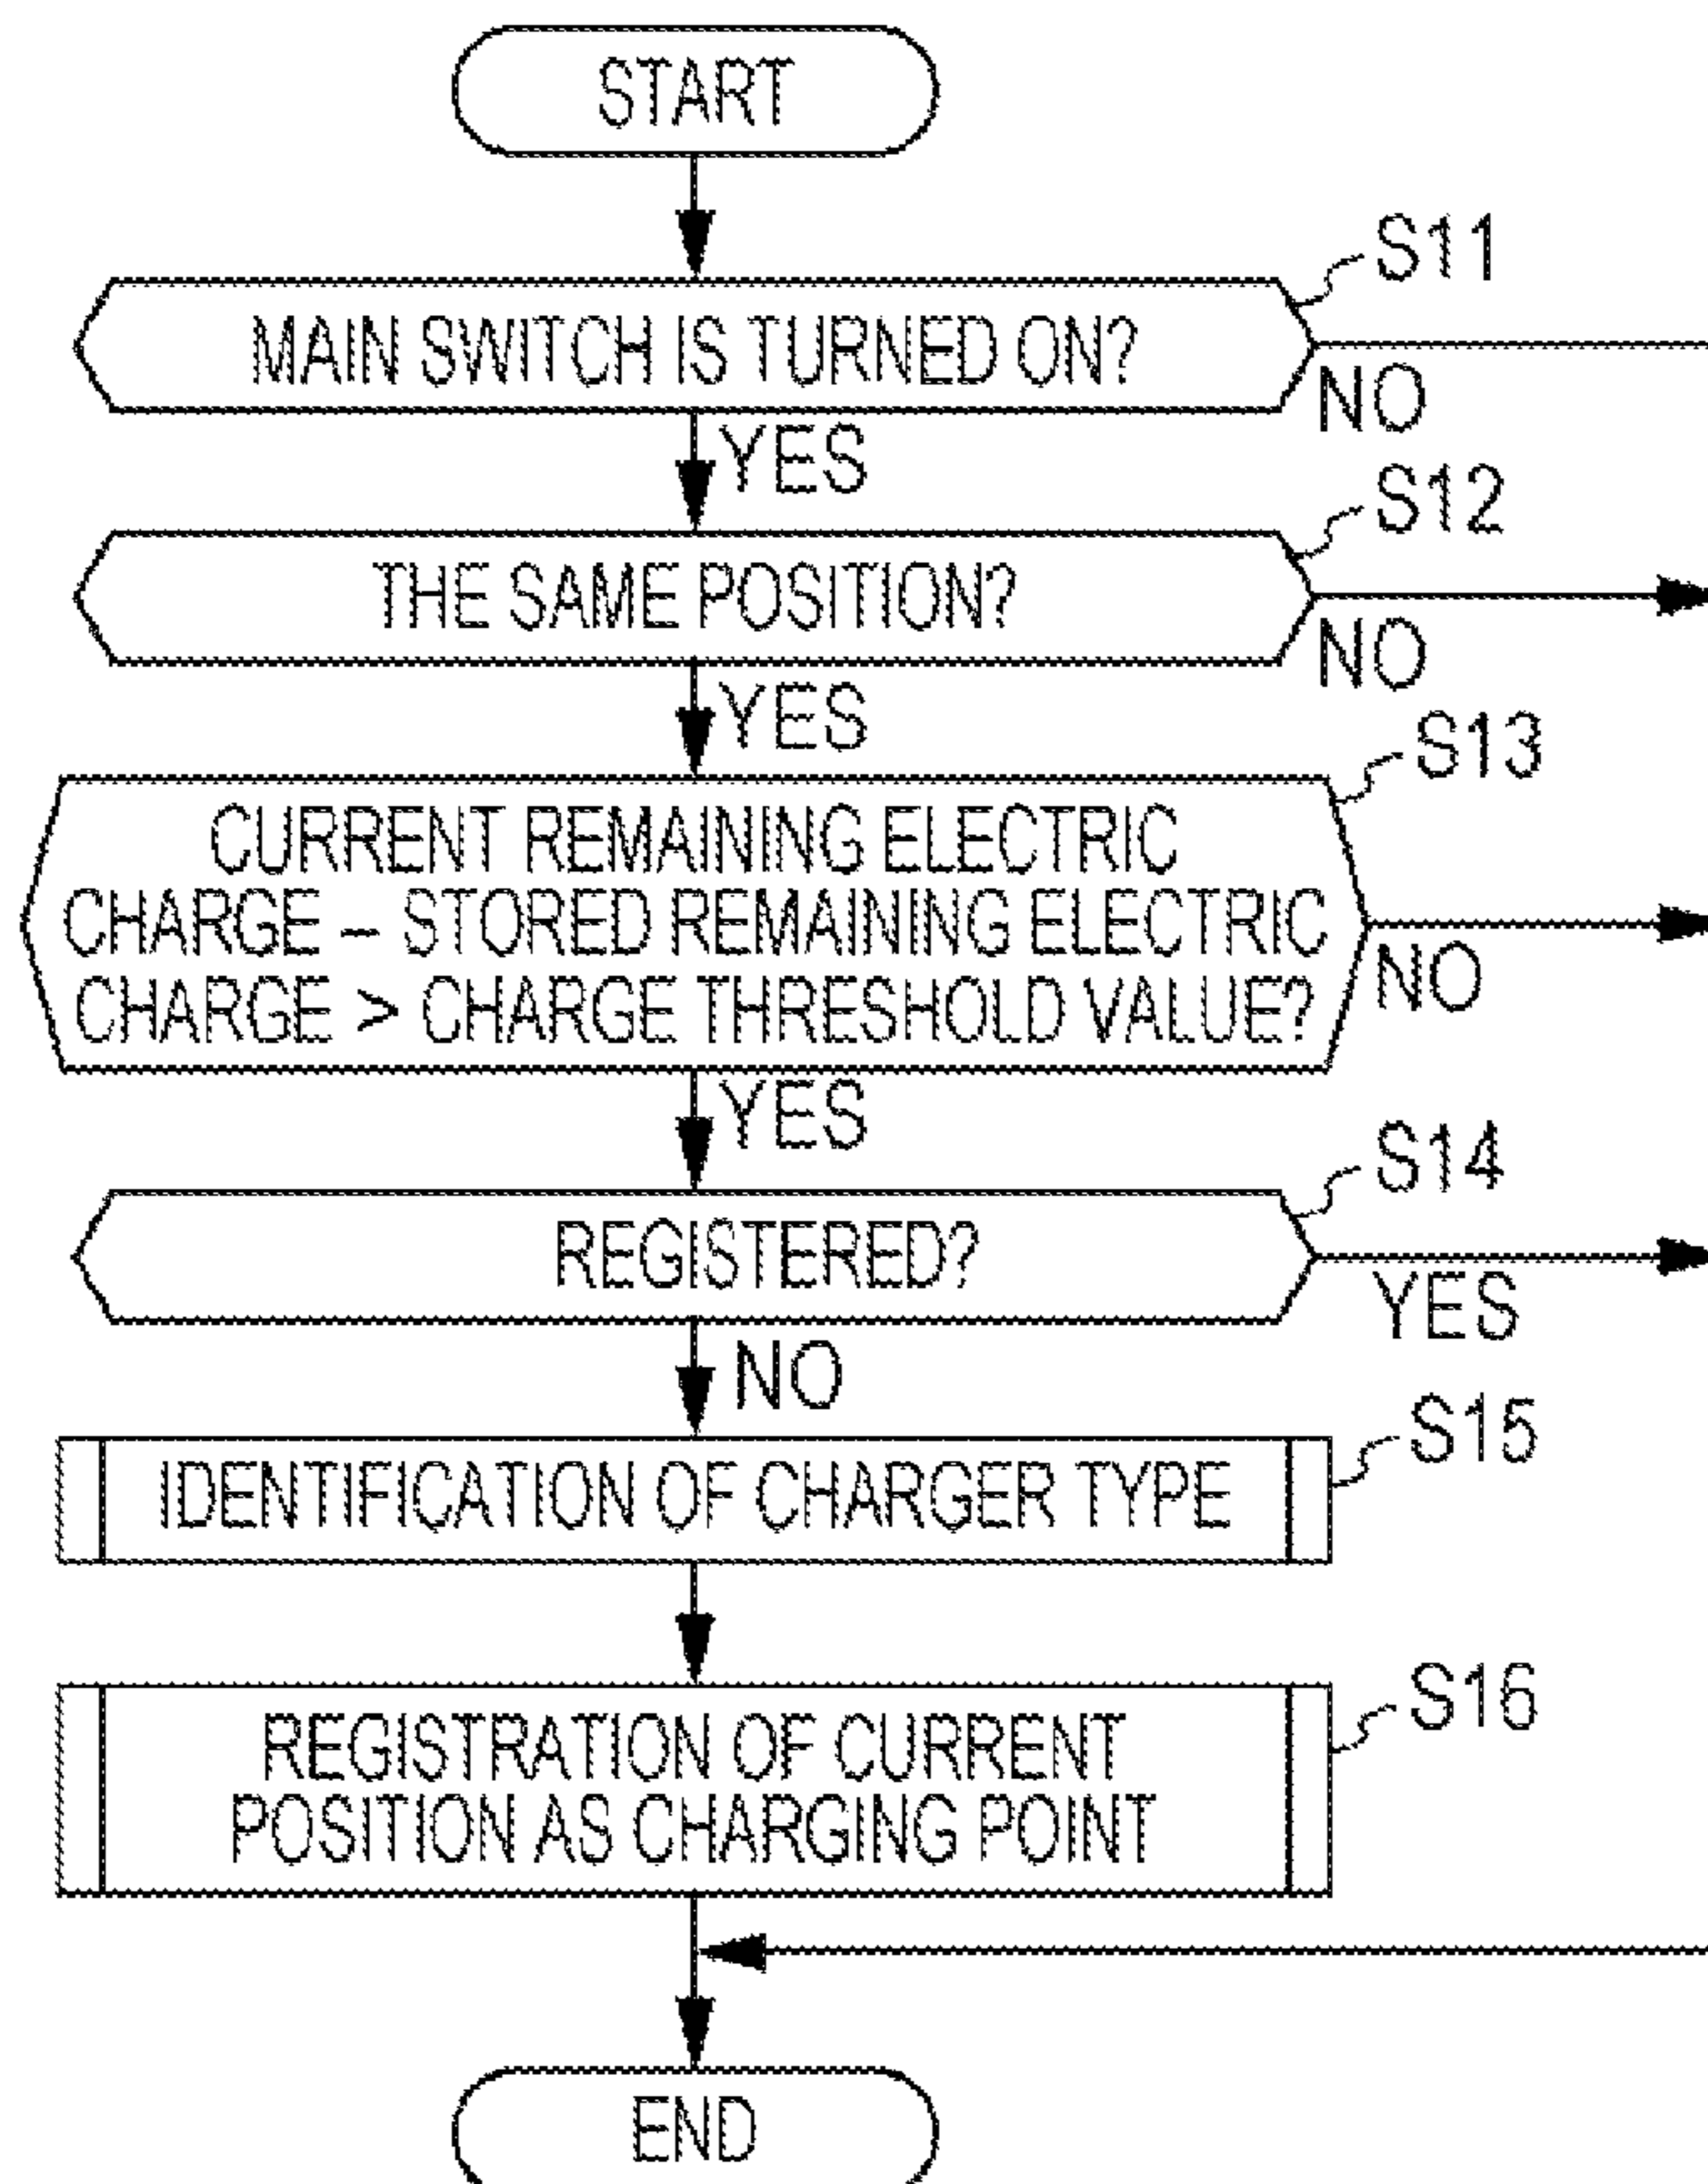 START
S11
MAIN SWITCH IS TURNED ON?
NO
YES
S12
THE SAME POSITION?
NO
YES
S13
CURRENT REMAINING ELECTRIC
CHARGE – STORED REMAINING ELECTRIC
CHARGE > CHARGE THRESHOLD VALUE?
NO
YES
S14
REGISTERED?
YES
NO
S15
IDENTIFICATION OF CHARGER TYPE
S16
REGISTRATION OF CURRENT
POSITION AS CHARGING POINT
END